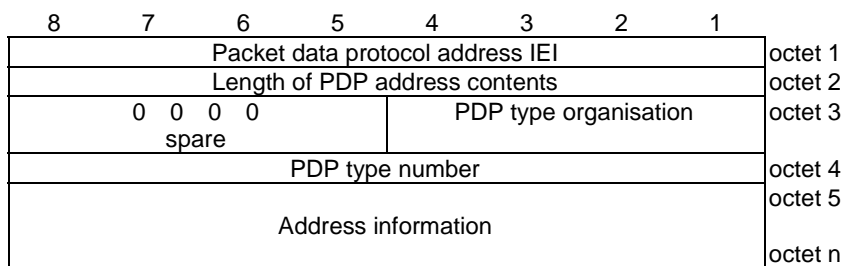 8 7 6 5 4 3 2 1
Packet data protocol address IEI octet 1
Length of PDP address contents octet 2
0 0 0 0 PDP type organisation octet 3
spare
PDP type number octet 4
octet 5
Address information
octet n